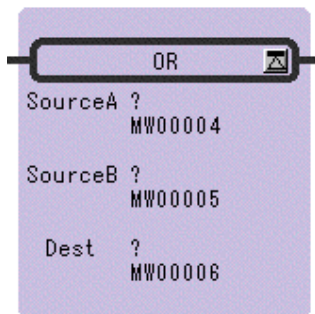 OR
SourceA ?
MW00004
SourceB ?
MW00005
Dest ?
MW00006